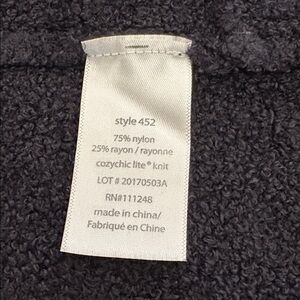 style 452
75% nylon
25% rayon / rayonne
cozychic lite® knit
LOT # 20170503A
RN#111248
made in china/
Fabriqué en Chine